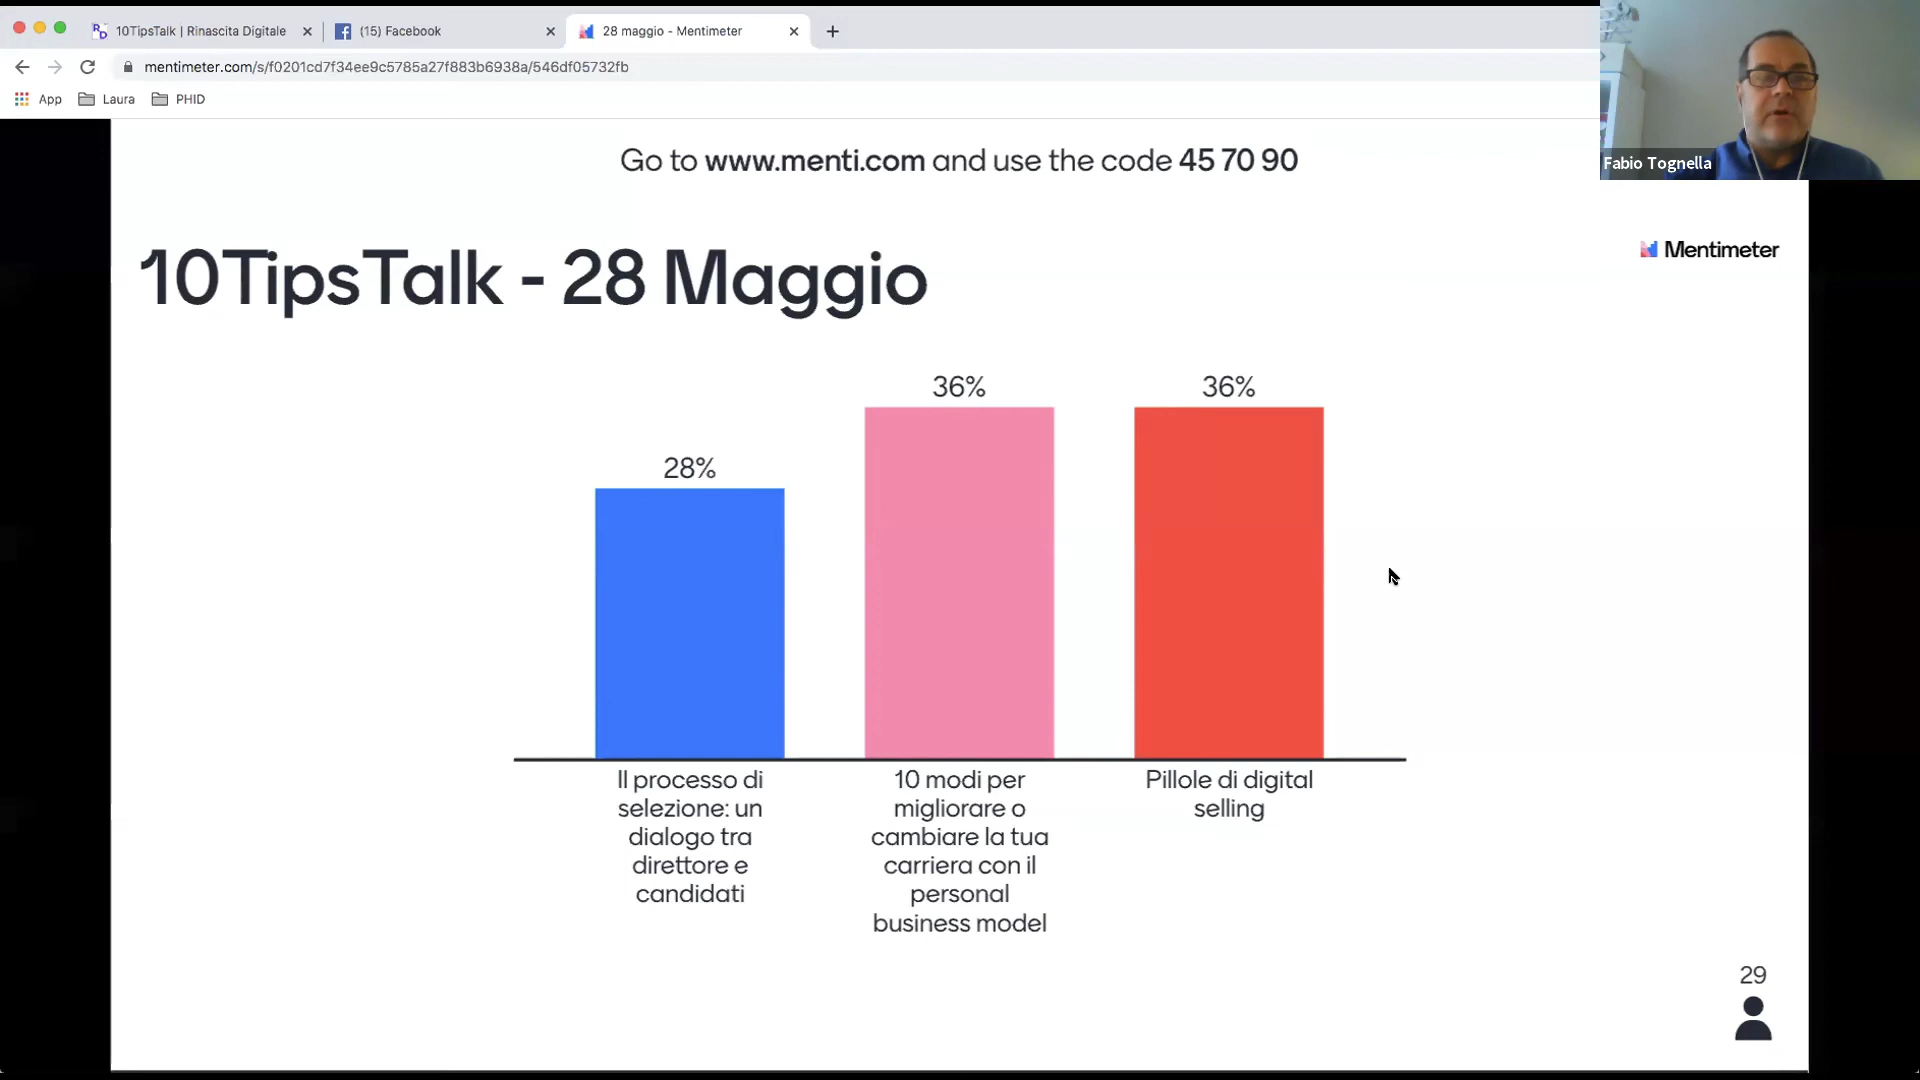 10TipsTalk | Rinascita Digitale
(15) Facebook
28 maggio - Mentimeter
mentimeter.com/s/f0201cd7f34ee9c5785a27f883b6938a/546df05732fb
App
Laura
PHID
Fabio Tognella
Go to www.menti.com and use the code 45 70 90
Mentimeter
10TipsTalk - 28 Maggio
28%
36%
36%
Il processo di
selezione: un
dialogo tra
direttore e
candidati
10 modi per
migliorare o
cambiare la tua
carriera con il
personal
business model
Pillole di digital
selling
29